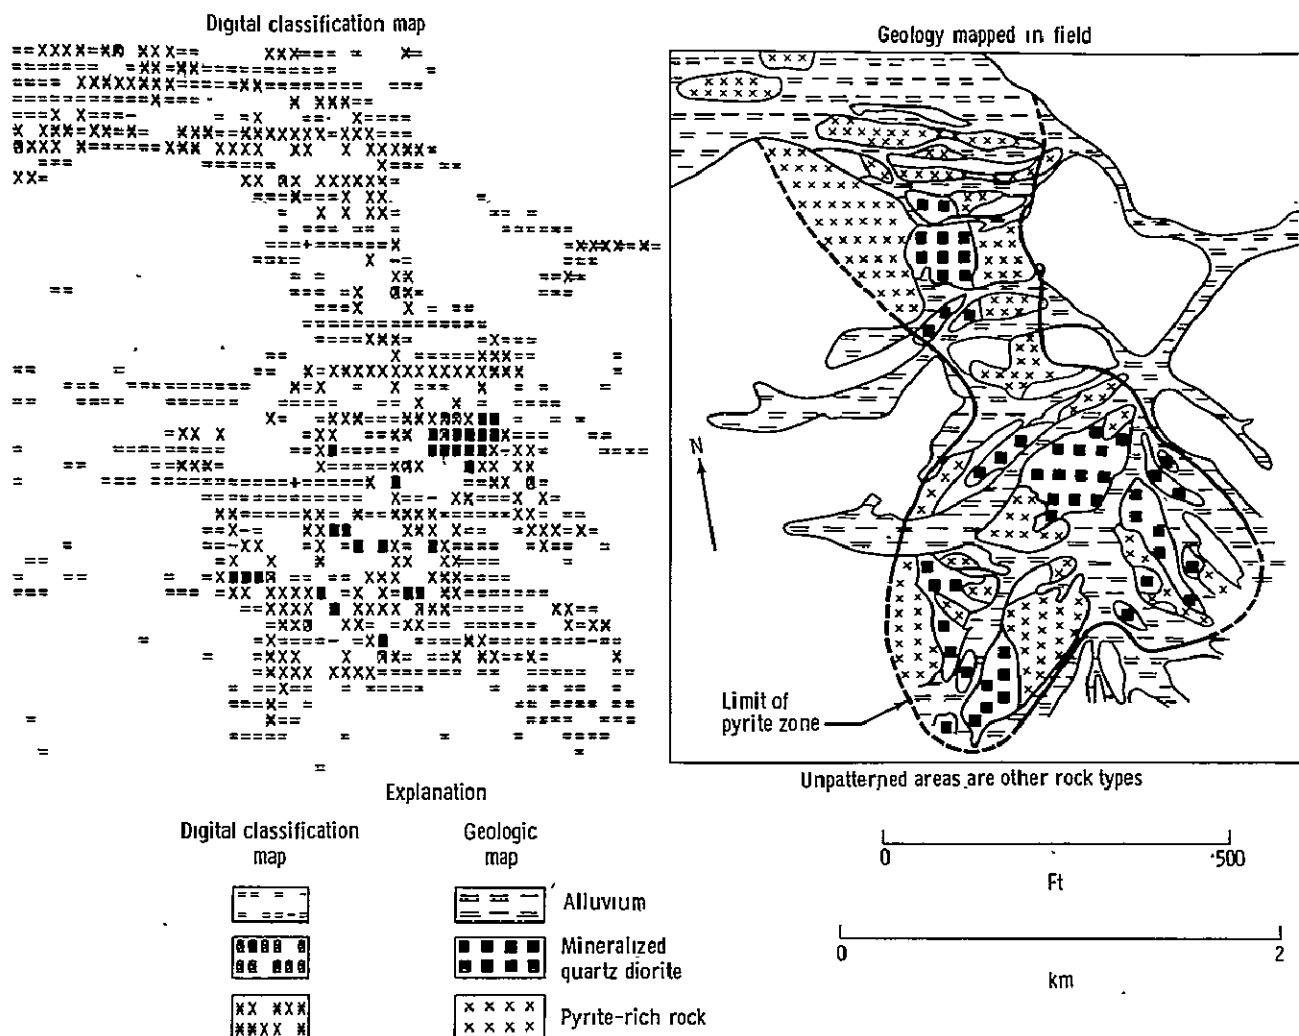 Digital classification map
Geology mapped in field
N
Limit of
pyrite zone
Unpatterned areas are other rock types
Explanation
Digital classification
map
Geologic
map
Alluvium
Mineralized
quartz diorite
Pyrite-rich rock
0 500
Ft
0 2
km